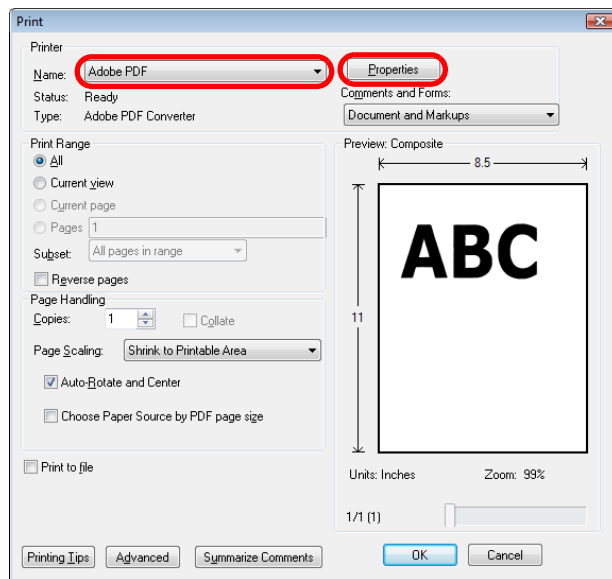 Print
Printer
Name: Adobe PDF Properties
Status: Ready Comments and Forms:
Type: Adobe PDF Converter Document and Markups
Print Range
All
Current view
Current page
Pages 1
Subset: All pages in range
Reverse pages
Page Handling
Copies: 1 Collate
Page Scaling: Shrink to Printable Area
Auto-Rotate and Center
Choose Paper Source by PDF page size
Print to file
Preview: Composite
8.5
ABC
11
Units: Inches Zoom: 99%
1/1 (1)
Printing Tips Advanced Summarize Comments OK Cancel